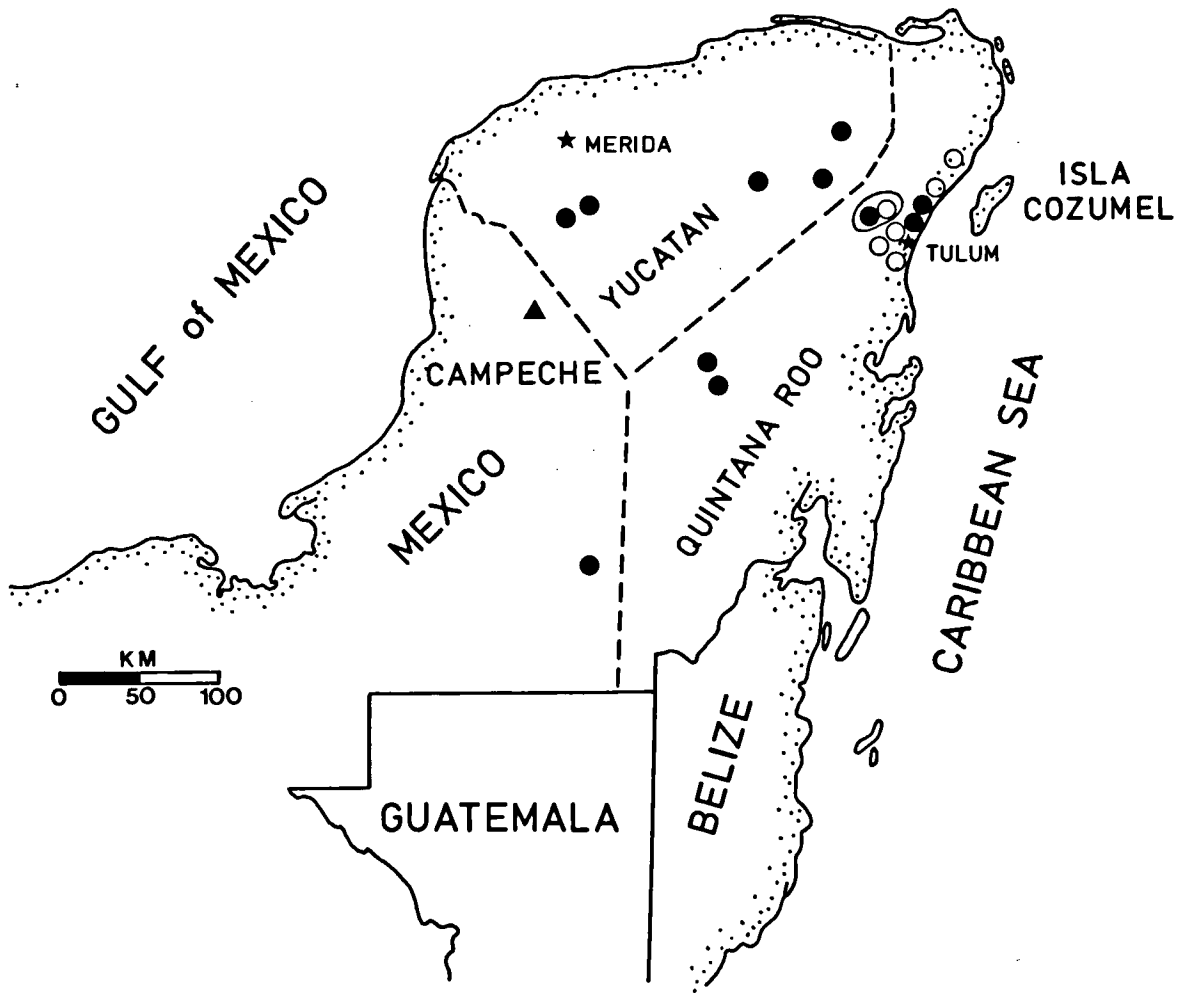 MERIDA
ISLA
COZUMEL
TULUM
YUCATAN
GULF of MEXICO
CAMPECHE
QUINTANA ROO
CARIBBEAN SEA
MEXICO
KM
0 50 100
BELIZE
GUATEMALA